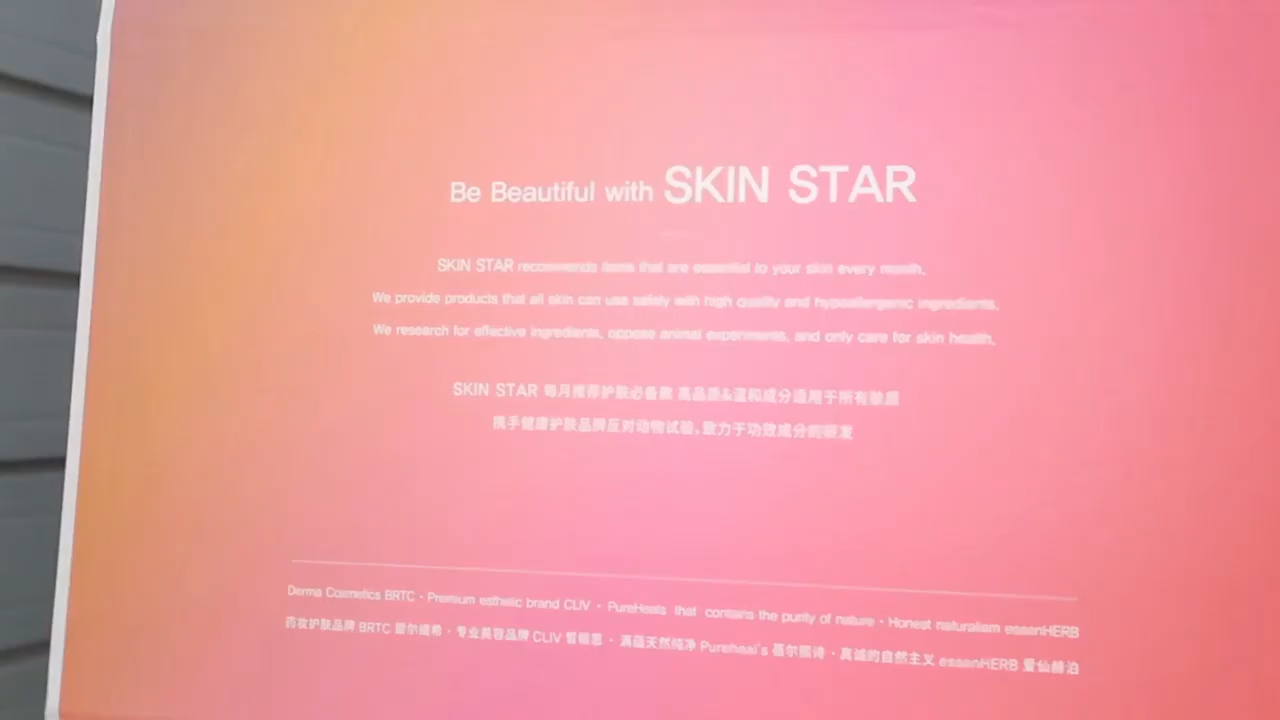 Be Beautiful with SKIN STAR
SKIN STAR recommends items that are essential to your skin every month.
We provide products that all skin can use safely with high quality and hypoallergenic ingredients.
We research for effective ingredients, oppose animal experiments, and only care for skin health.
SKIN STAR 每月推荐护肤必备款 高品质&温和成分适用于所有肤质
携手健康护肤品牌反对动物试验,致力于功效成分的研发
Derma Cosmetics BRTC · Premium esthetic brand CLIV · PureHeals that contains the purity of nature · Honest naturalism essenHERB
药妆护肤品牌 BRTC · 专业美容品牌 CLIV · 天然纯净 Pureheal's · 真诚的自然主义 essenHERB